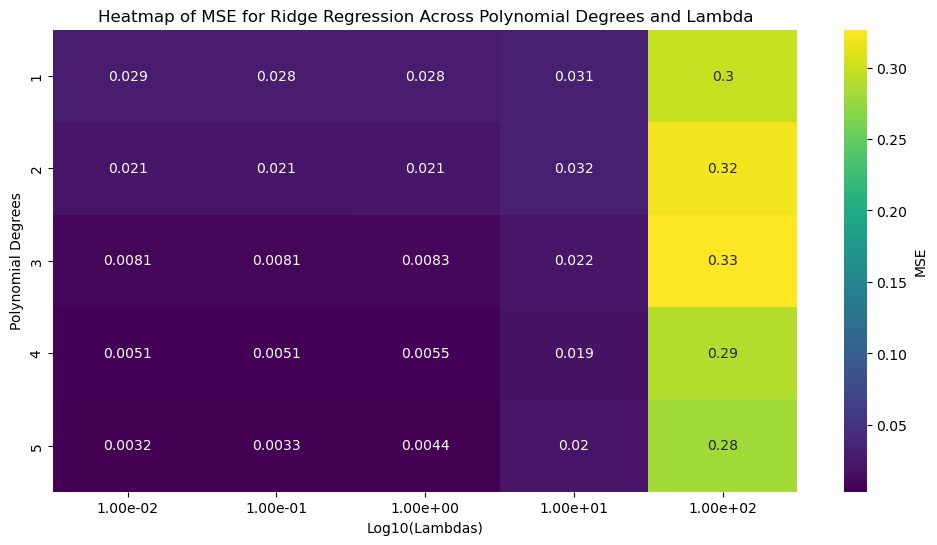 Heatmap of MSE for Ridge Regression Across Polynomial Degrees and Lambda
Polynomial Degrees
1 0.029 0.028 0.028 0.031 0.3
2 0.021 0.021 0.021 0.032 0.32
3 0.0081 0.0081 0.0083 0.022 0.33
4 0.0051 0.0051 0.0055 0.019 0.29
5 0.0032 0.0033 0.0044 0.02 0.28
1.00e-02 1.00e-01 1.00e+00 1.00e+01 1.00e+02
Log10(Lambdas)
0.30
0.25
0.20
0.15
0.10
0.05
MSE